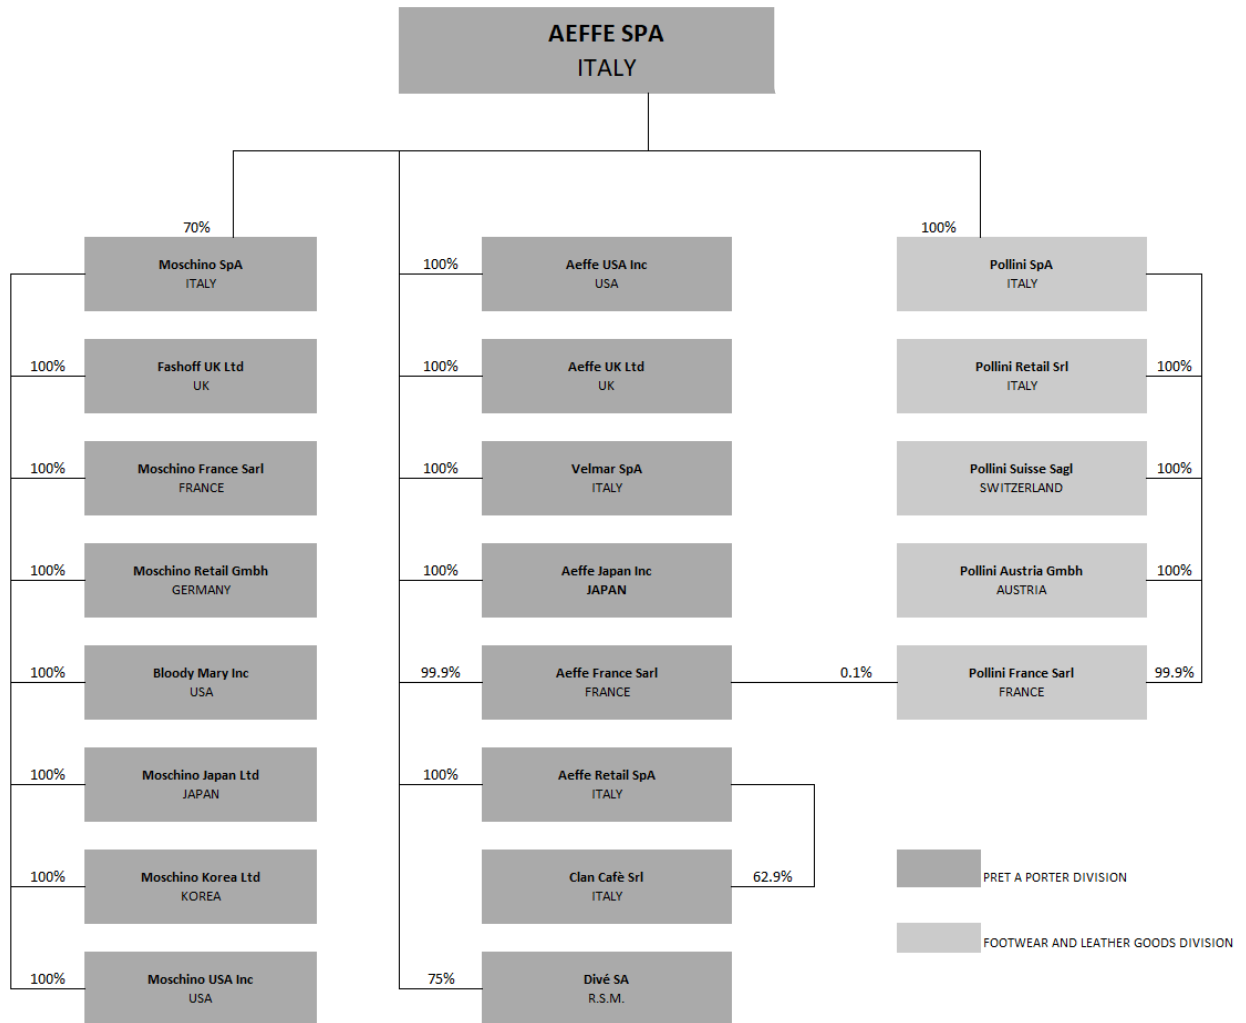 AEFFE SPA
ITALY
70%
100%
Moschino SpA
ITALY
100%
Aeffe USA Inc
USA
Pollini SpA
ITALY
100%
Fashoff UK Ltd
UK
100%
Aeffe UK Ltd
UK
Pollini Retail Srl
ITALY
100%
100%
Moschino France Sarl
FRANCE
100%
Velmar SpA
ITALY
Pollini Suisse Sagl
SWITZERLAND
100%
100%
Moschino Retail Gmbh
GERMANY
100%
Aeffe Japan Inc
JAPAN
Pollini Austria Gmbh
AUSTRIA
100%
100%
Bloody Mary Inc
USA
99.9%
Aeffe France Sarl
FRANCE
0.1%
Pollini France Sarl
FRANCE
99.9%
100%
Moschino Japan Ltd
JAPAN
100%
Aeffe Retail SpA
ITALY
100%
Moschino Korea Ltd
KOREA
Clan Cafè Srl
ITALY
62.9%
PRET A PORTER DIVISION
FOOTWEAR AND LEATHER GOODS DIVISION
100%
Moschino USA Inc
USA
75%
Divé SA
R.S.M.